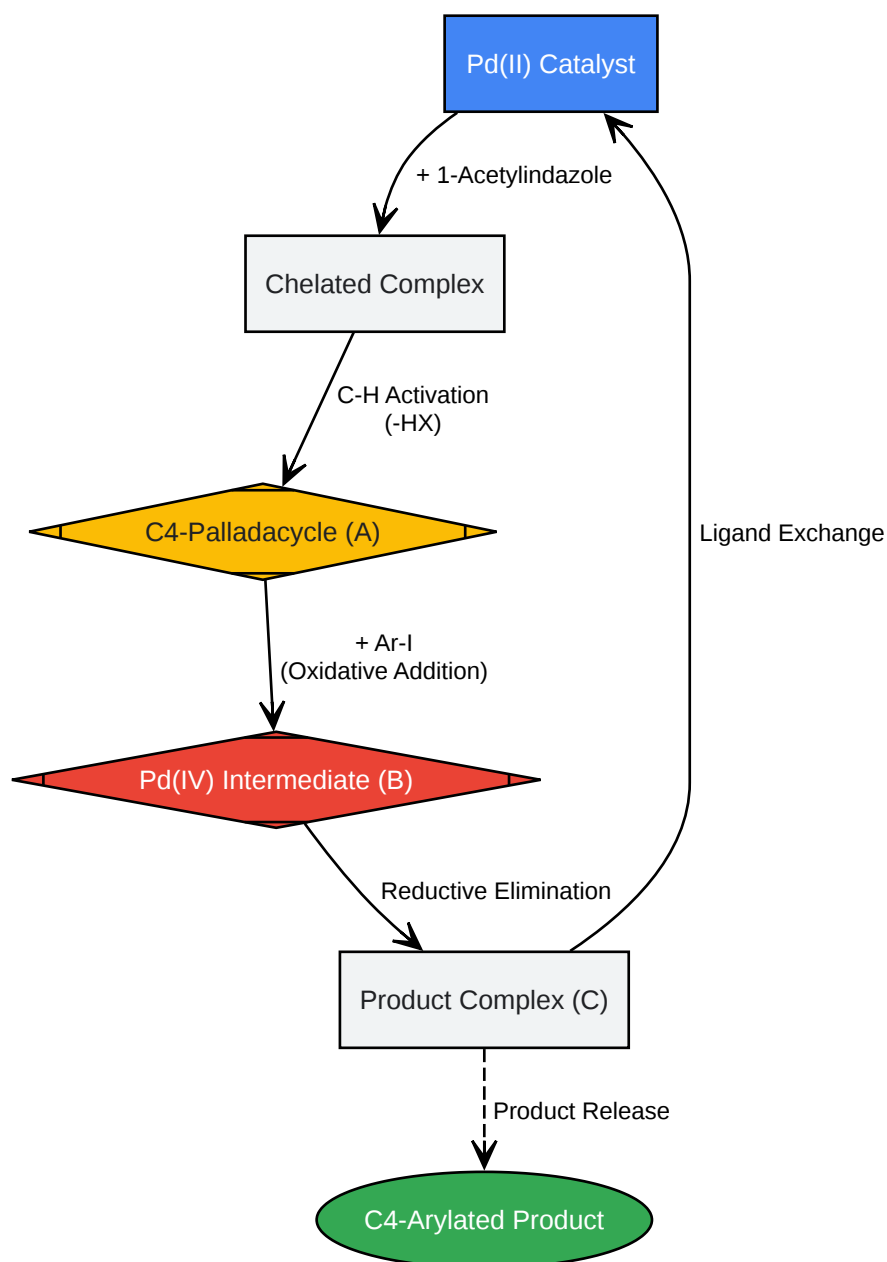 Pd(II) Catalyst
+ 1-Acetylindazole
Chelated Complex
C-H Activation
(-HX)
C4-Palladacycle (A)
Ligand Exchange
+ Ar-I
(Oxidative Addition)
Pd(IV) Intermediate (B)
Reductive Elimination
Product Complex (C)
Product Release
C4-Arylated Product